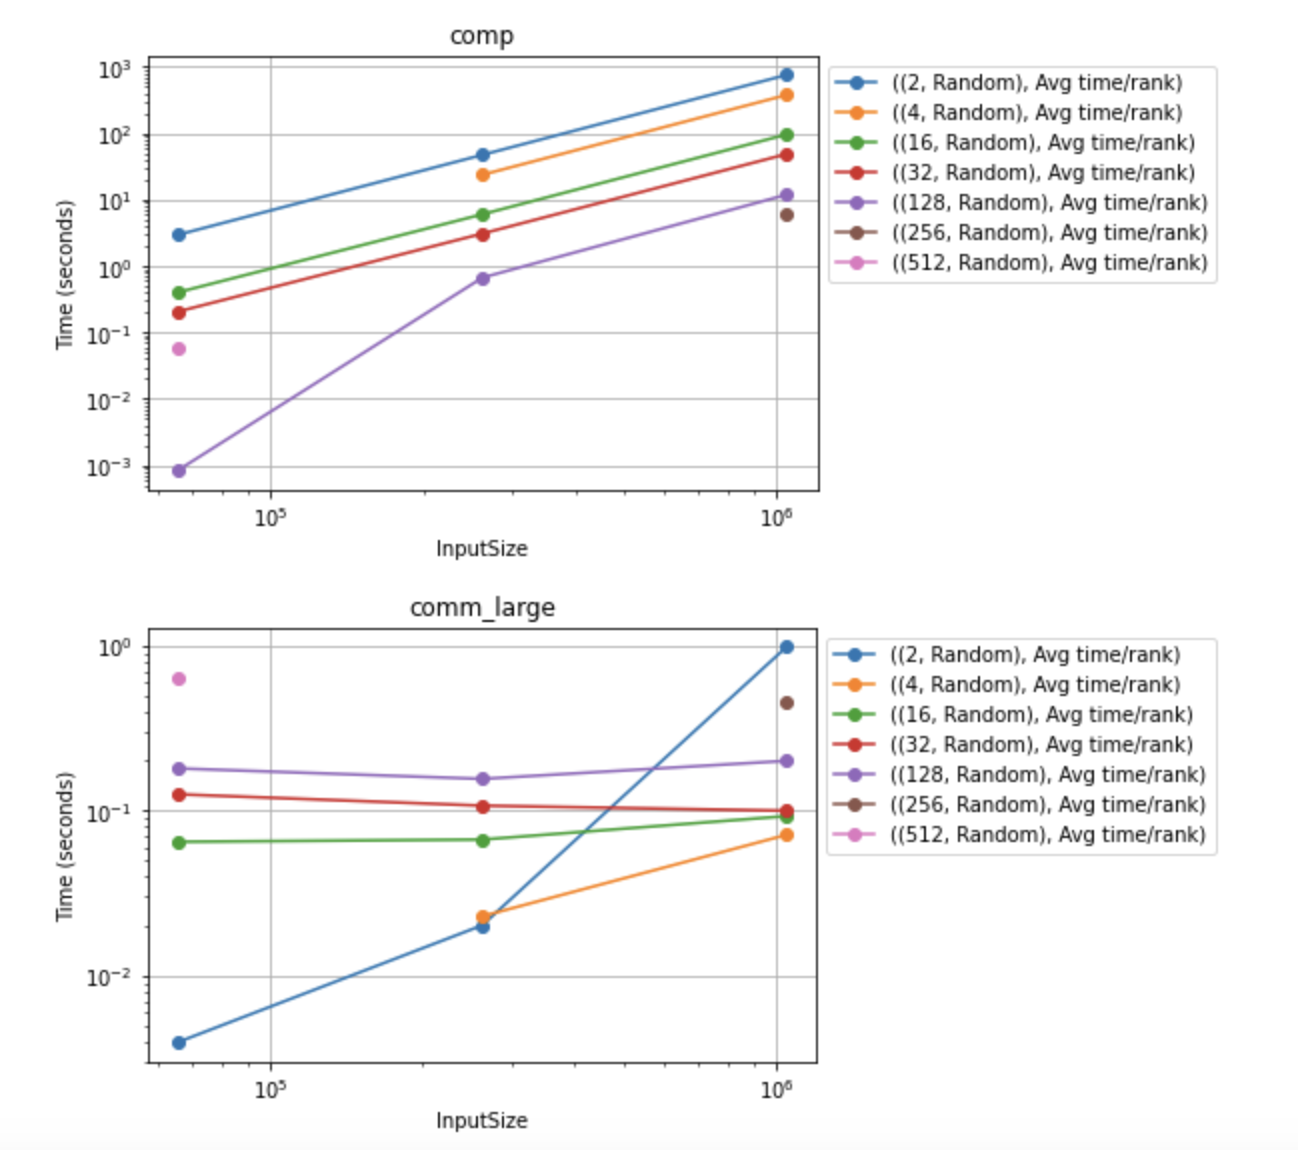 comp
10³
10²
10¹
10⁰
10⁻¹
10⁻²
10⁻³
Time (seconds)
10⁵
10⁶
InputSize
((2, Random), Avg time/rank)
((4, Random), Avg time/rank)
((16, Random), Avg time/rank)
((32, Random), Avg time/rank)
((128, Random), Avg time/rank)
((256, Random), Avg time/rank)
((512, Random), Avg time/rank)
comm_large
10⁰
10⁻¹
10⁻²
Time (seconds)
10⁵
10⁶
InputSize
((2, Random), Avg time/rank)
((4, Random), Avg time/rank)
((16, Random), Avg time/rank)
((32, Random), Avg time/rank)
((128, Random), Avg time/rank)
((256, Random), Avg time/rank)
((512, Random), Avg time/rank)